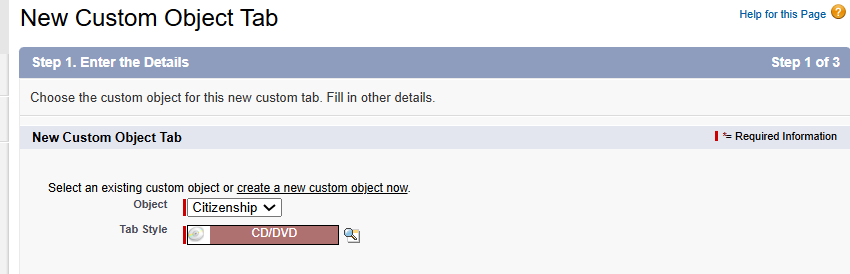 New Custom Object Tab
Help for this Page ?
Step 1. Enter the Details
Step 1 of 3
Choose the custom object for this new custom tab. Fill in other details.
New Custom Object Tab
= Required Information
Select an existing custom object or create a new custom object now.
Object Citizenship
Tab Style CD/DVD